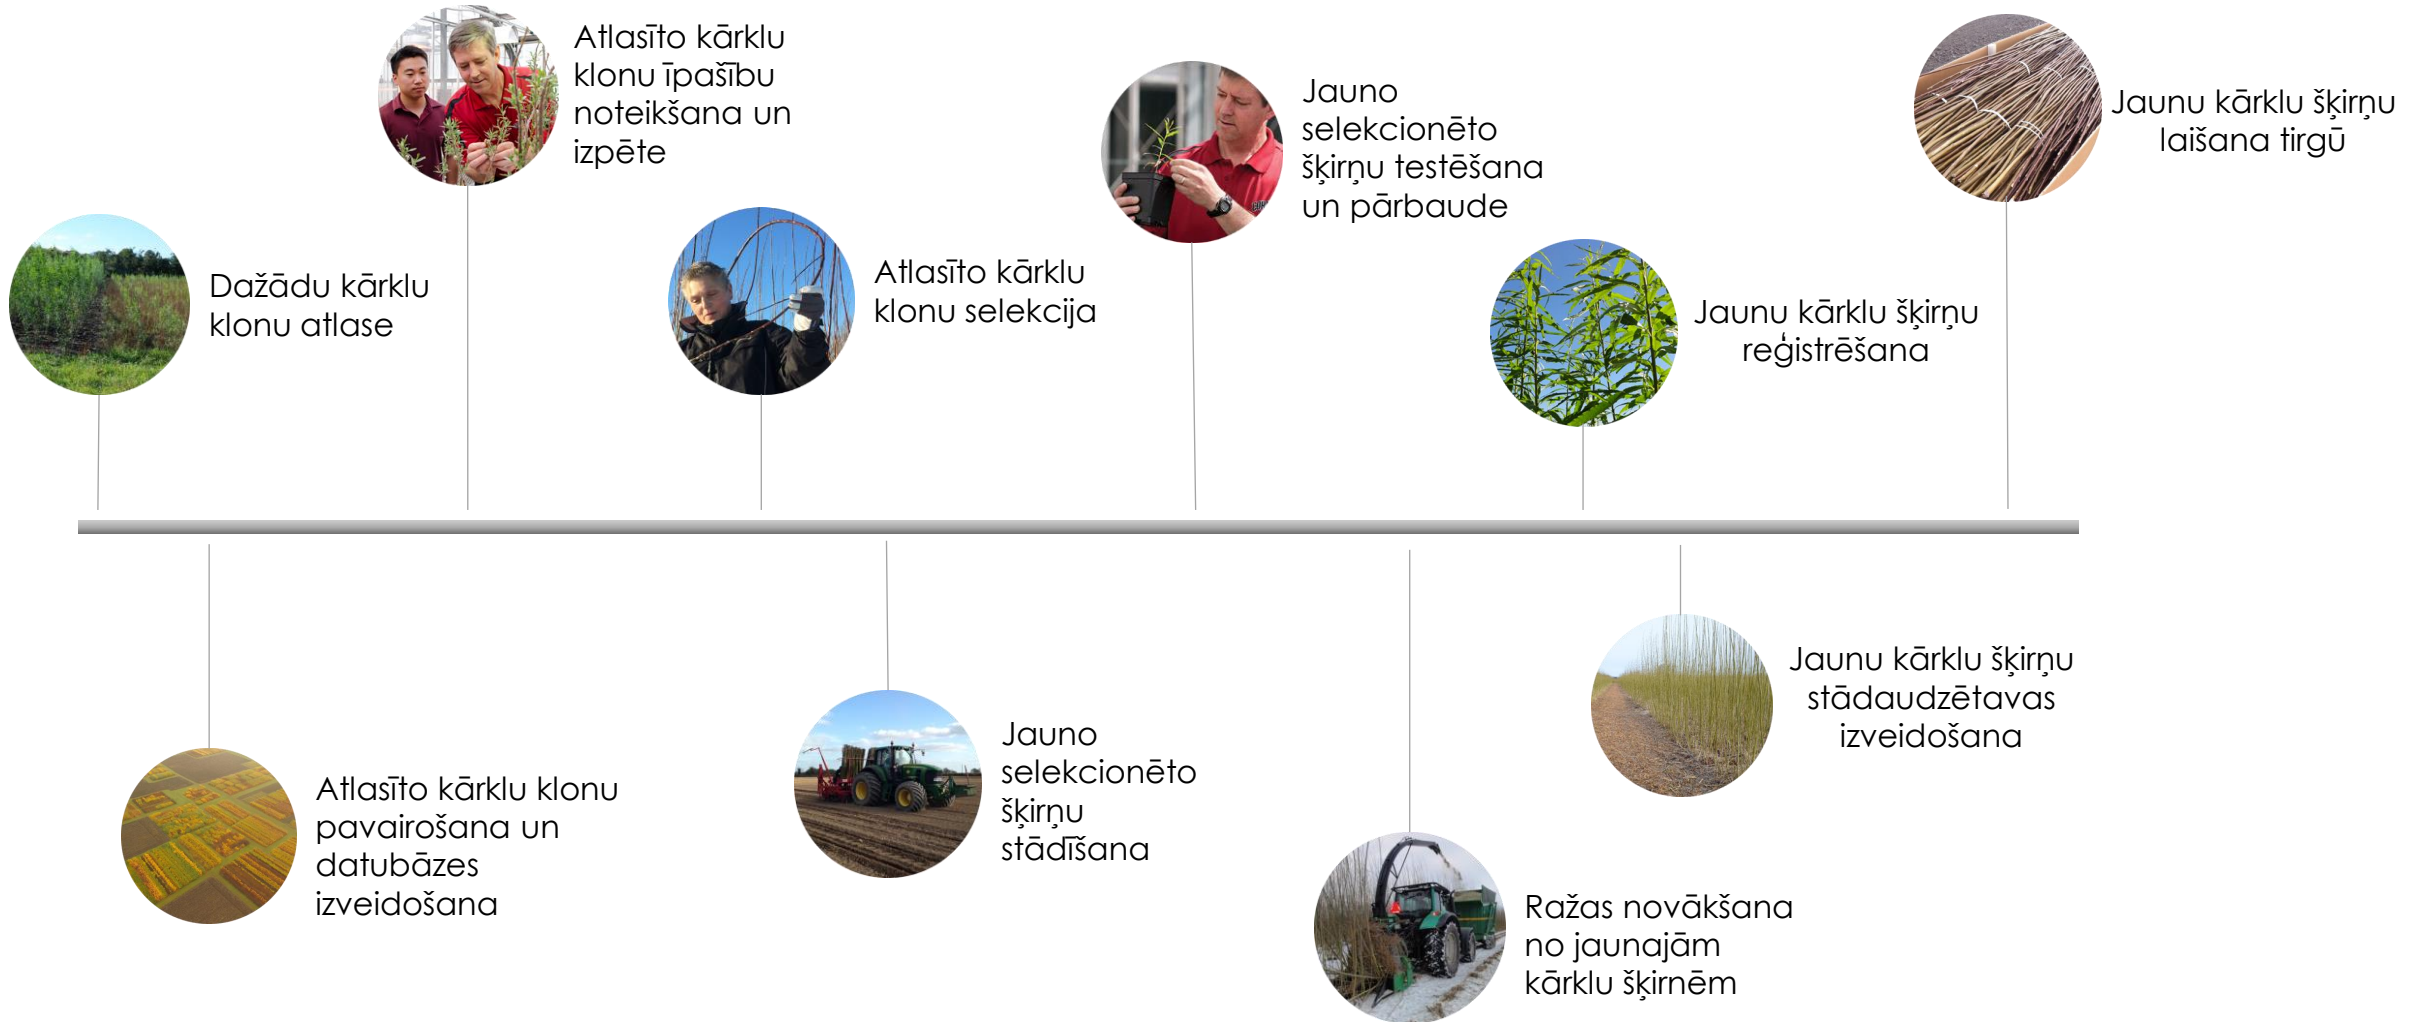 Dažādu kārklu
klonu atlase
Atlasīto kārklu klonu
pavairošana un
datubāzes
izveidošana
Atlasīto kārklu
klonu īpašību
noteikšana un
izpēte
Atlasīto kārklu
klonu selekcija
Jauno
selekcionēto
šķirņu
stādīšana
Jauno
selekcionēto
šķirņu testēšana
un pārbaude
Ražas novākšana
no jaunajām
kārklu šķirnēm
Jaunu kārklu šķirņu
reģistrēšana
Jaunu kārklu šķirņu
stādaudzētavas
izveidošana
Jaunu kārklu šķirņu
laišana tirgū